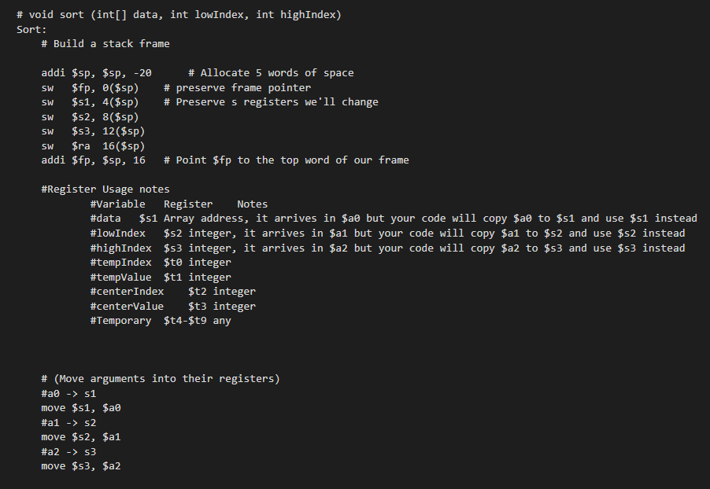 # void sort (int[] data, int lowIndex, int highIndex)
Sort:
# Build a stack frame
addi $sp, $sp, -20 # Allocate 5 words of space
sw $fp, 0($sp) # preserve frame pointer
sw $s1, 4($sp) # Preserve s registers we'll change
sw $s2, 8($sp)
sw $s3, 12($sp)
sw $ra 16($sp)
addi $fp, $sp, 16 # Point $fp to the top word of our frame
#Register Usage notes
#Variable Register Notes
#data $s1 Array address, it arrives in $a0 but your code will copy $a0 to $s1 and use $s1 instead
#lowIndex $s2 integer, it arrives in $a1 but your code will copy $a1 to $s2 and use $s2 instead
#highIndex $s3 integer, it arrives in $a2 but your code will copy $a2 to $s3 and use $s3 instead
#tempIndex $t0 integer
#tempValue $t1 integer
#centerIndex $t2 integer
#centerValue $t3 integer
#Temporary $t4-$t9 any
# (Move arguments into their registers)
#a0 -> s1
move $s1, $a0
#a1 -> s2
move $s2, $a1
#a2 -> s3
move $s3, $a2